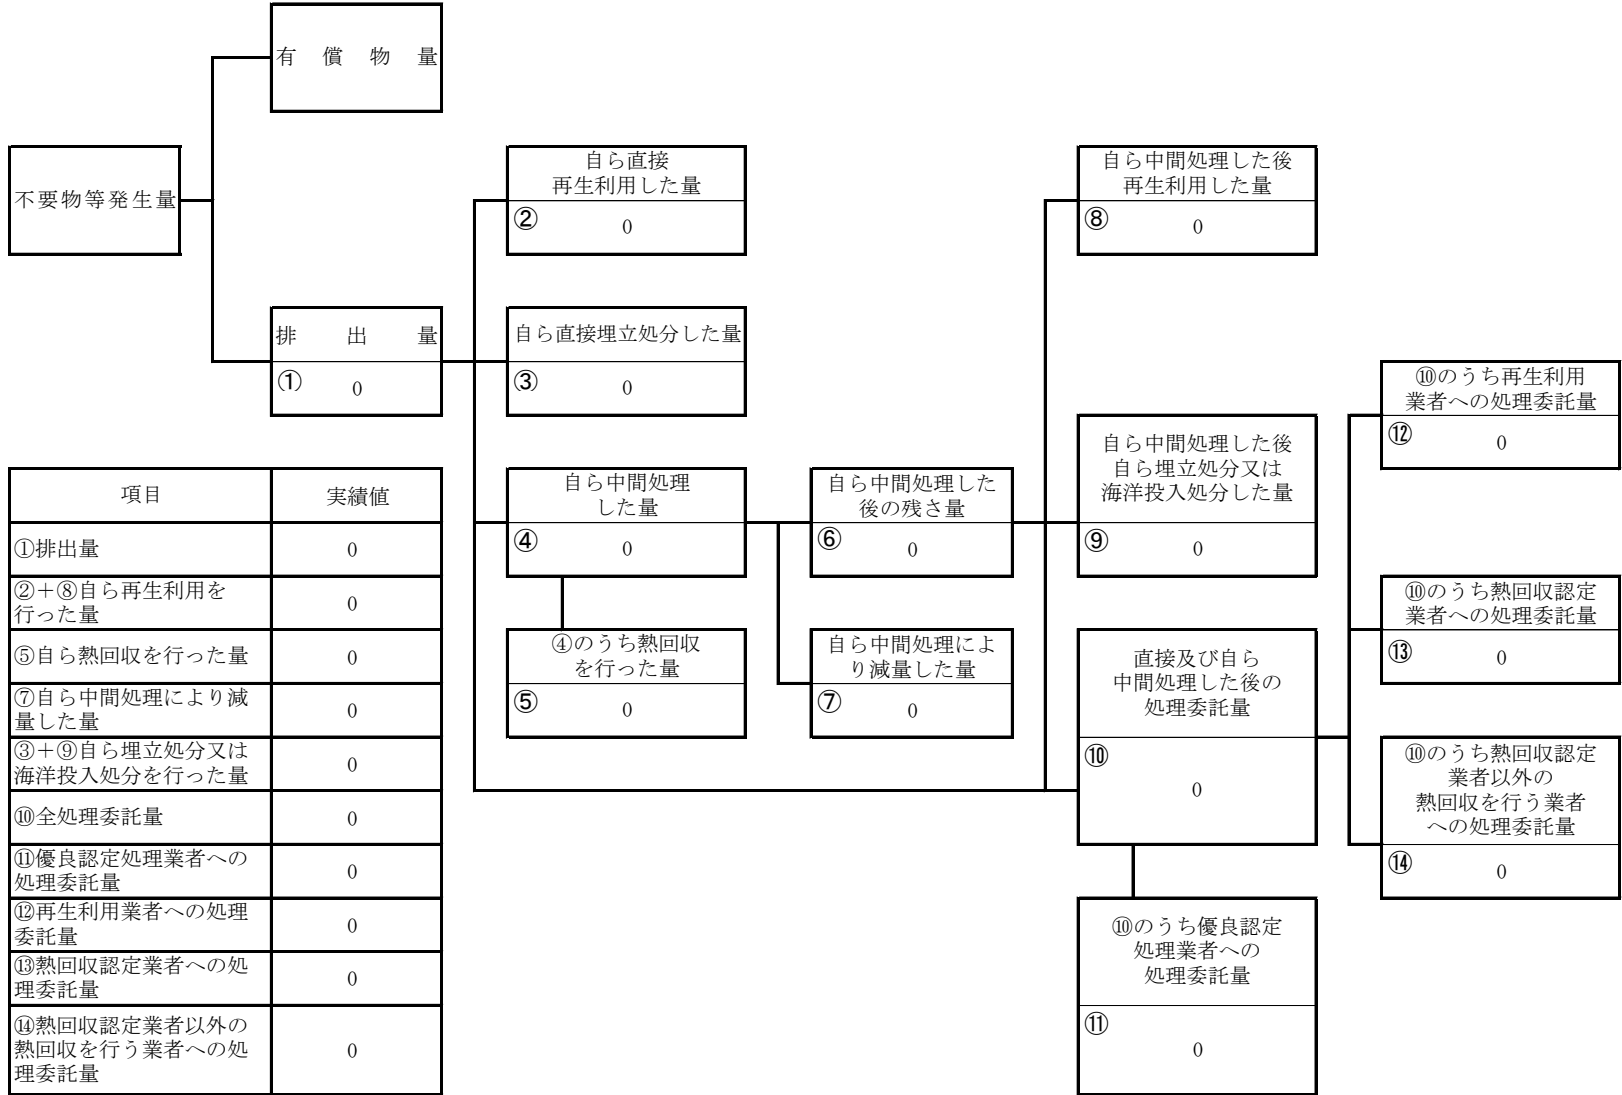 有償物量
不要物等発生量
自ら直接
再生利用した量
②
0
自ら中間処理した後
再生利用した量
⑧
0
排出量
①
0
自ら直接埋立処分した量
③
0
⑩のうち再生利用
業者への処理委託量
⑫
0
自ら中間処理
した量
④
0
自ら中間処理した
後の残さ量
⑥
0
自ら中間処理した後
自ら埋立処分又は
海洋投入処分した量
⑨
0
⑩のうち熱回収認定
業者への処理委託量
⑬
0
④のうち熱回収
を行った量
⑤
0
自ら中間処理によ
り減量した量
⑦
0
直接及び自ら
中間処理した後の
処理委託量
⑩
0
⑩のうち熱回収認定
業者以外の
熱回収を行う業者
への処理委託量
⑭
0
⑩のうち優良認定
処理業者への
処理委託量
⑪
0
項目 実績値
①排出量 0
②+⑧自ら再生利用を
行った量 0
⑤自ら熱回収を行った量 0
⑦自ら中間処理により減
量した量 0
③+⑨自ら埋立処分又は
海洋投入処分を行った量 0
⑩全処理委託量 0
⑪優良認定処理業者への
処理委託量 0
⑫再生利用業者への処理
委託量 0
⑬熱回収認定業者への処
理委託量 0
⑭熱回収認定業者以外の
熱回収を行う業者への処 0
理委託量